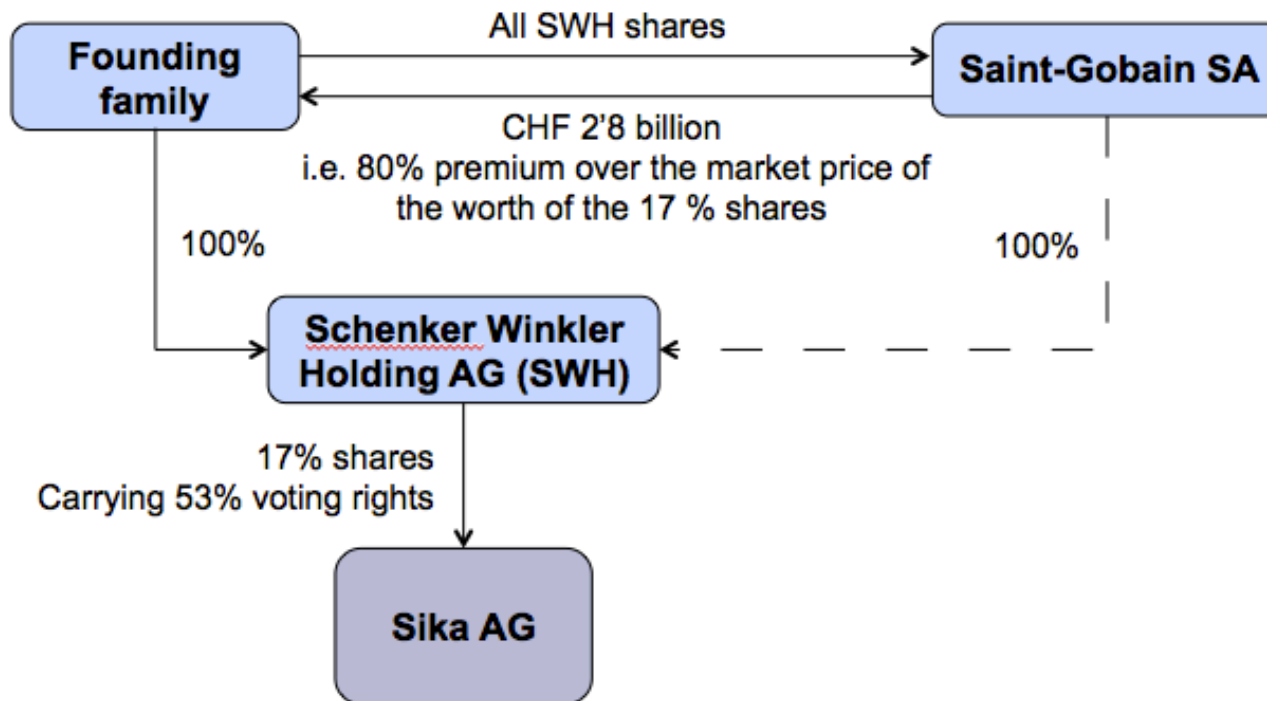 All SWH shares
Founding
family
Saint-Gobain SA
CHF 2'8 billion
i.e. 80% premium over the market price of
the worth of the 17 % shares
100%
100%
Schenker Winkler
Holding AG (SWH)
17% shares
Carrying 53% voting rights
Sika AG